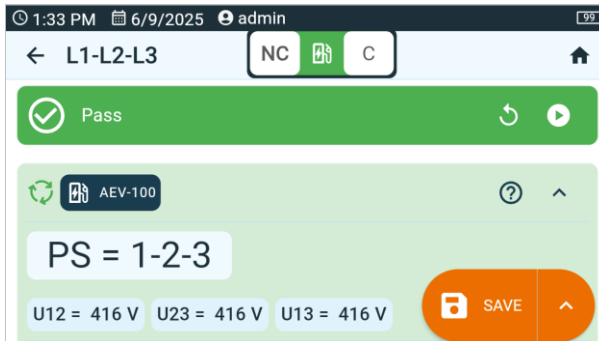 1:33 PM 6/9/2025 admin 99
L1-L2-L3 NC C
Pass
AEV-100
PS = 1-2-3
U12 = 416 V U23 = 416 V U13 = 416 V SAVE